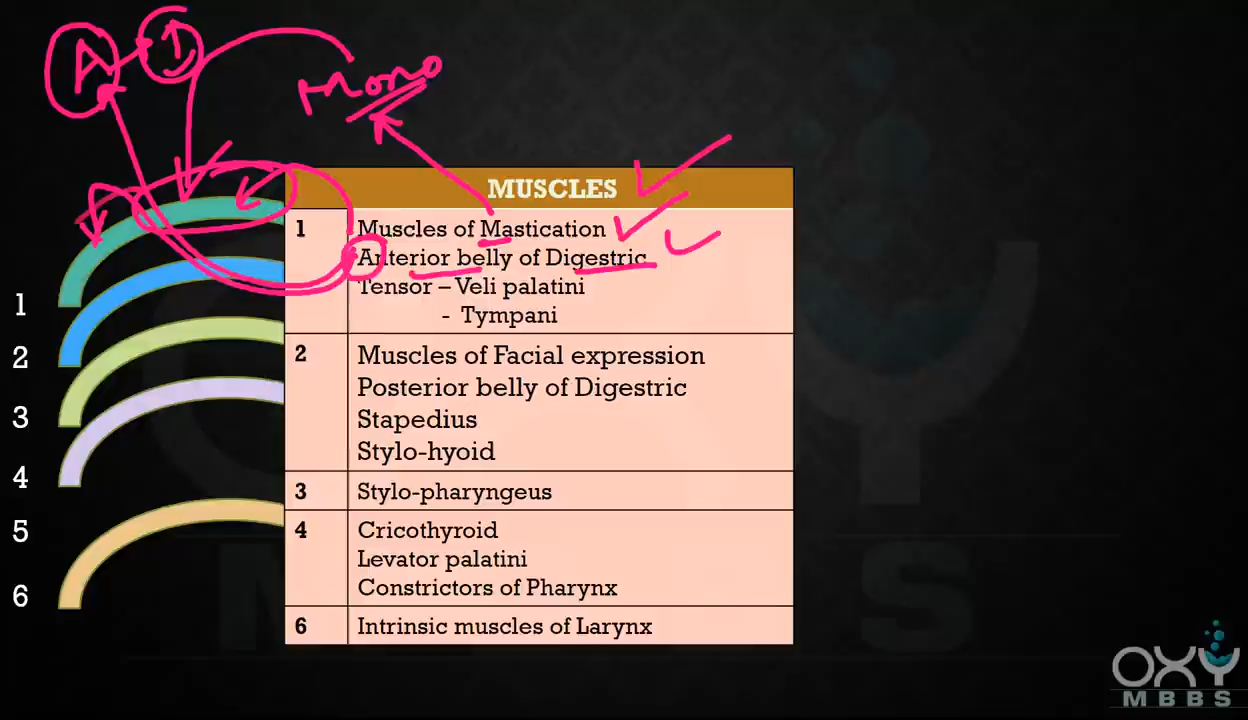 A 1
Mono
MUSCLES
1 Muscles of Mastication
Anterior belly of Digestric
Tensor – Veli palatini
- Tympani
2 Muscles of Facial expression
Posterior belly of Digestric
Stapedius
Stylo-hyoid
3 Stylo-pharyngeus
4 Cricothyroid
Levator palatini
Constrictors of Pharynx
6 Intrinsic muscles of Larynx
1
2
3
4
5
6
OXY
MBBS